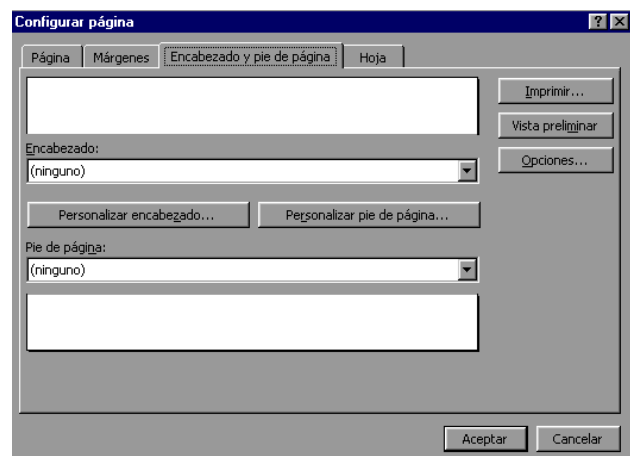 Configurar página
Página Márgenes Encabezado y pie de página Hoja
Imprimir...
Vista preliminar
Encabezado:
Opciones...
(ninguno)
Personalizar encabezado... Personalizar pie de página...
Pie de página:
(ninguno)
Aceptar Cancelar